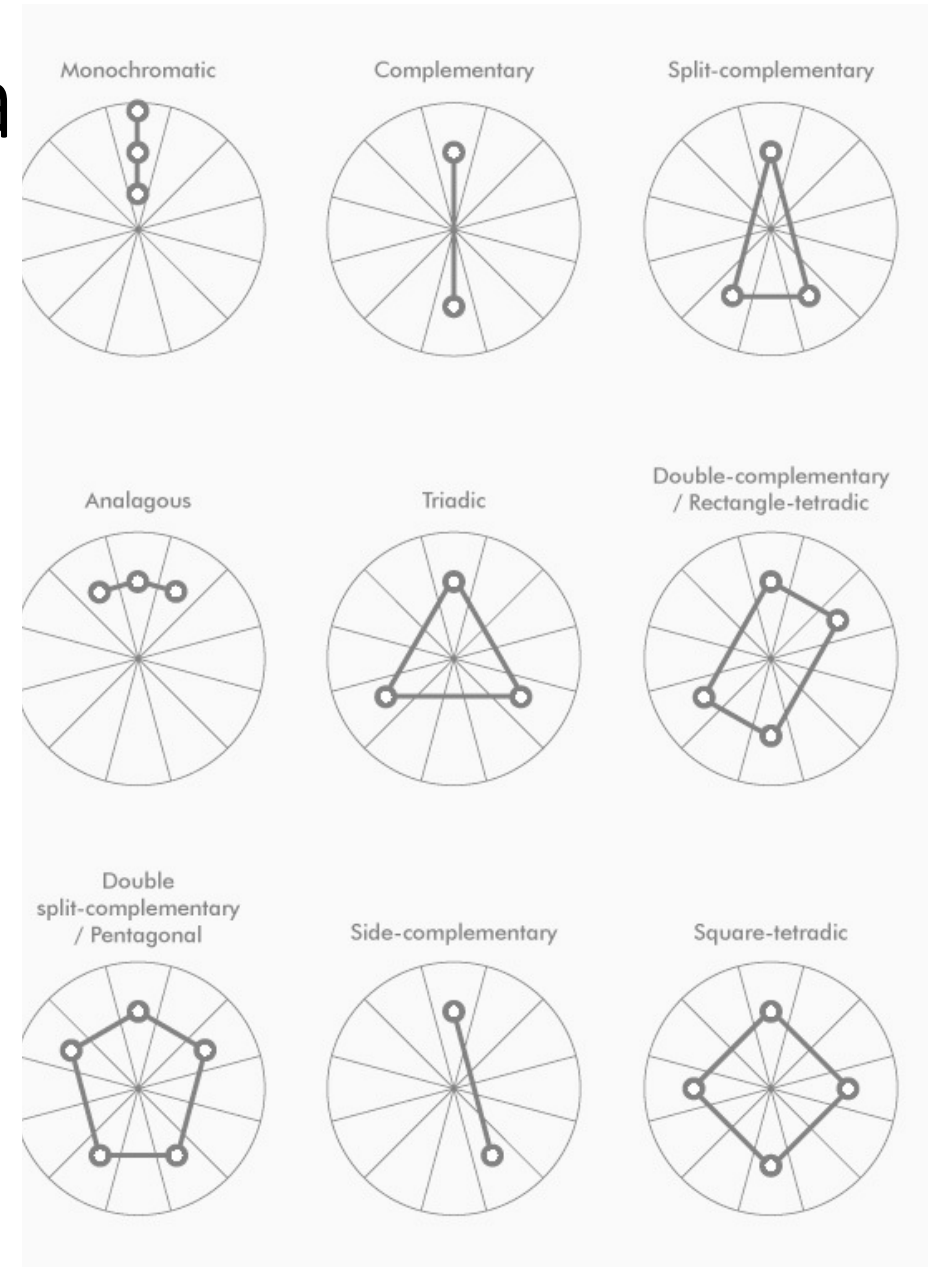 Monochromatic
Complementary
Split-complementary
Analagous
Triadic
Double-complementary
/ Rectangle-tetradic
Double
split-complementary
/ Pentagonal
Side-complementary
Square-tetradic